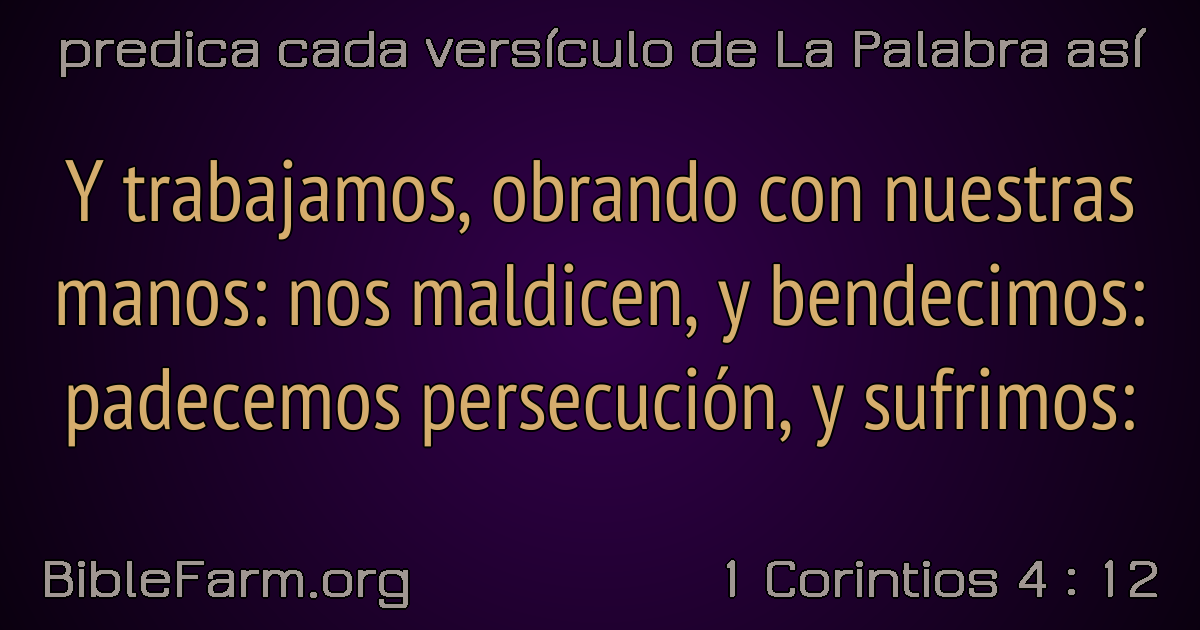 predica cada versículo de La Palabra así
Y trabajamos, obrando con nuestras
manos: nos maldicen, y bendecimos:
padecemos persecución, y sufrimos:
BibleFarm.org
1 Corintios 4 : 12